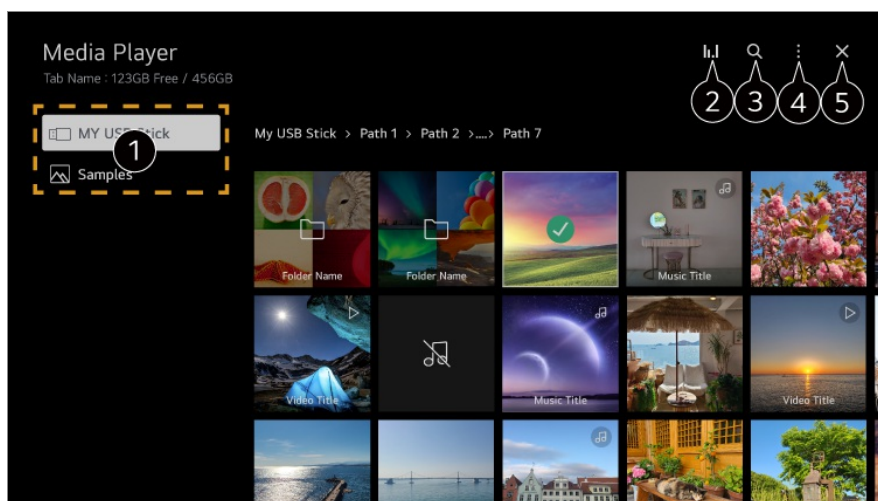 Media Player
Tab Name : 123GB Free / 456GB
2 3 4 5
MY USB Stick
1
Samples
My USB Stick > Path 1 > Path 2 >....> Path 7
Folder Name
Folder Name
Music Title
Video Title
Music Title
Video Title